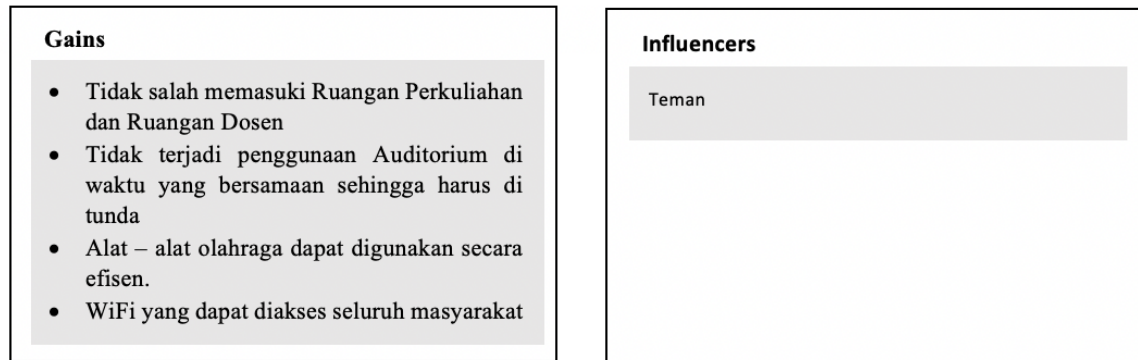 Gains
• Tidak salah memasuki Ruangan Perkuliahan
dan Ruangan Dosen
• Tidak terjadi penggunaan Auditorium di
waktu yang bersamaan sehingga harus di
tunda
• Alat – alat olahraga dapat digunakan secara
efisen.
• WiFi yang dapat diakses seluruh masyarakat
Influencers
Teman